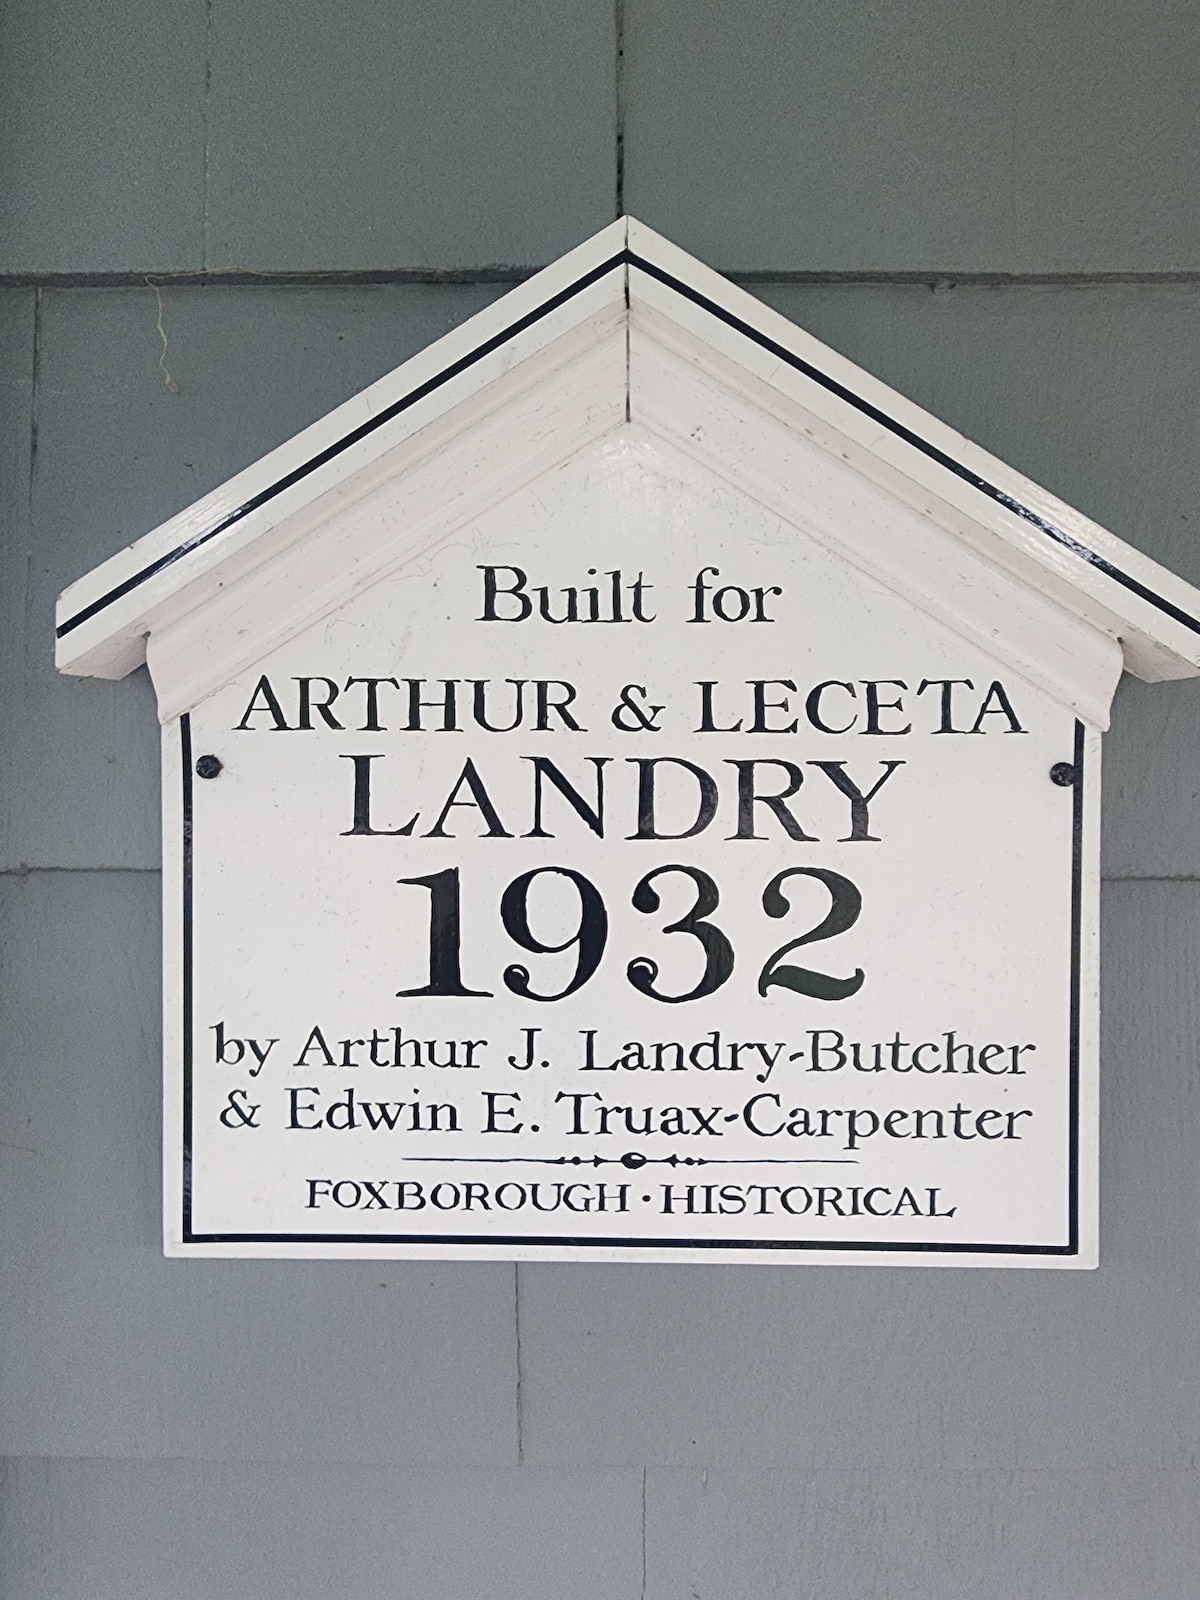 Built for
ARTHUR & LECETA
LANDRY
1932
by Arthur J. Landry-Butcher
& Edwin E. Truax-Carpenter
FOXBOROUGH · HISTORICAL